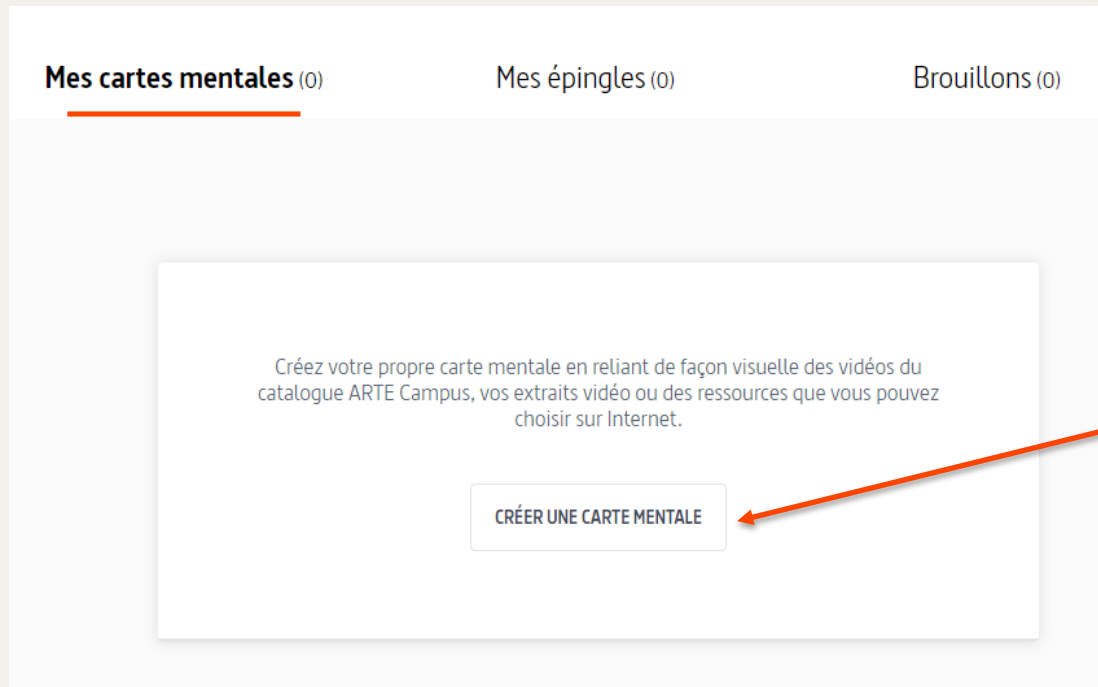 Mes cartes mentales (0) Mes épingles (0) Brouillons (0)
Créez votre propre carte mentale en reliant de façon visuelle des vidéos du
catalogue ARTE Campus, vos extraits vidéo ou des ressources que vous pouvez
choisir sur Internet.
CRÉER UNE CARTE MENTALE